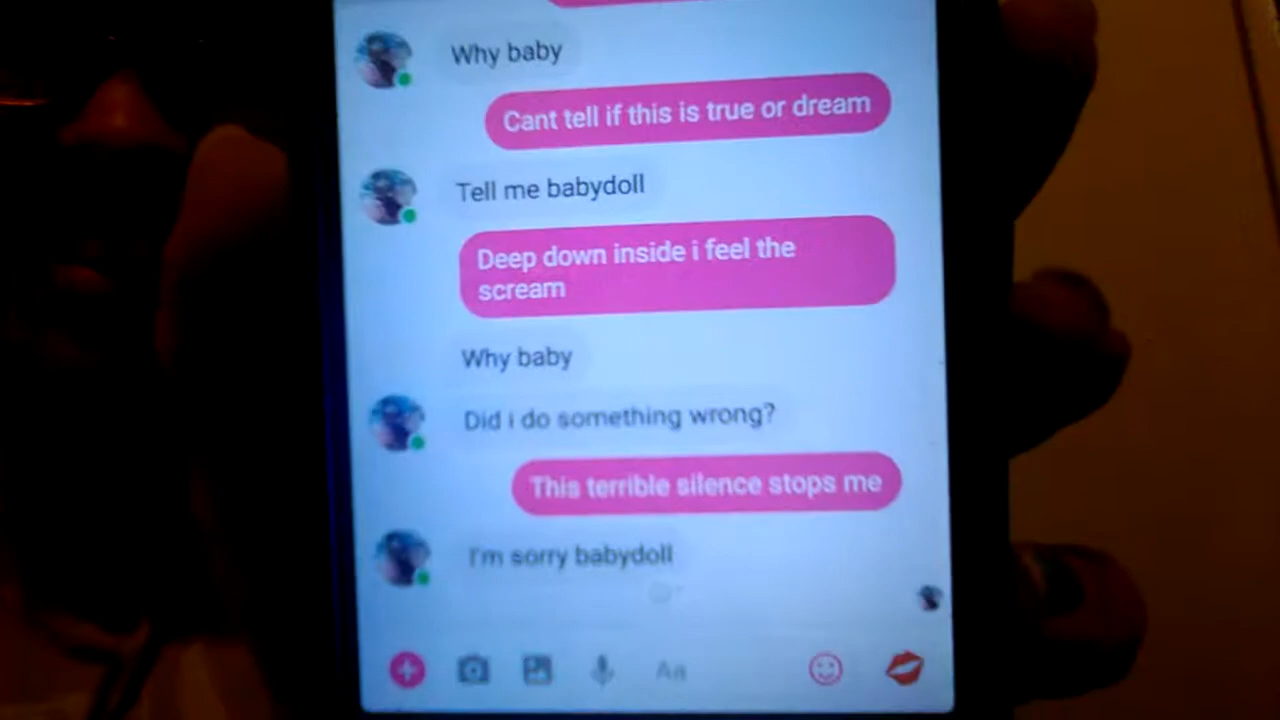 Why baby
Cant tell if this is true or dream
Tell me babydoll
Deep down inside i feel the
scream
Why baby
Did i do something wrong?
This terrible silence stops me
I'm sorry babydoll
Aa